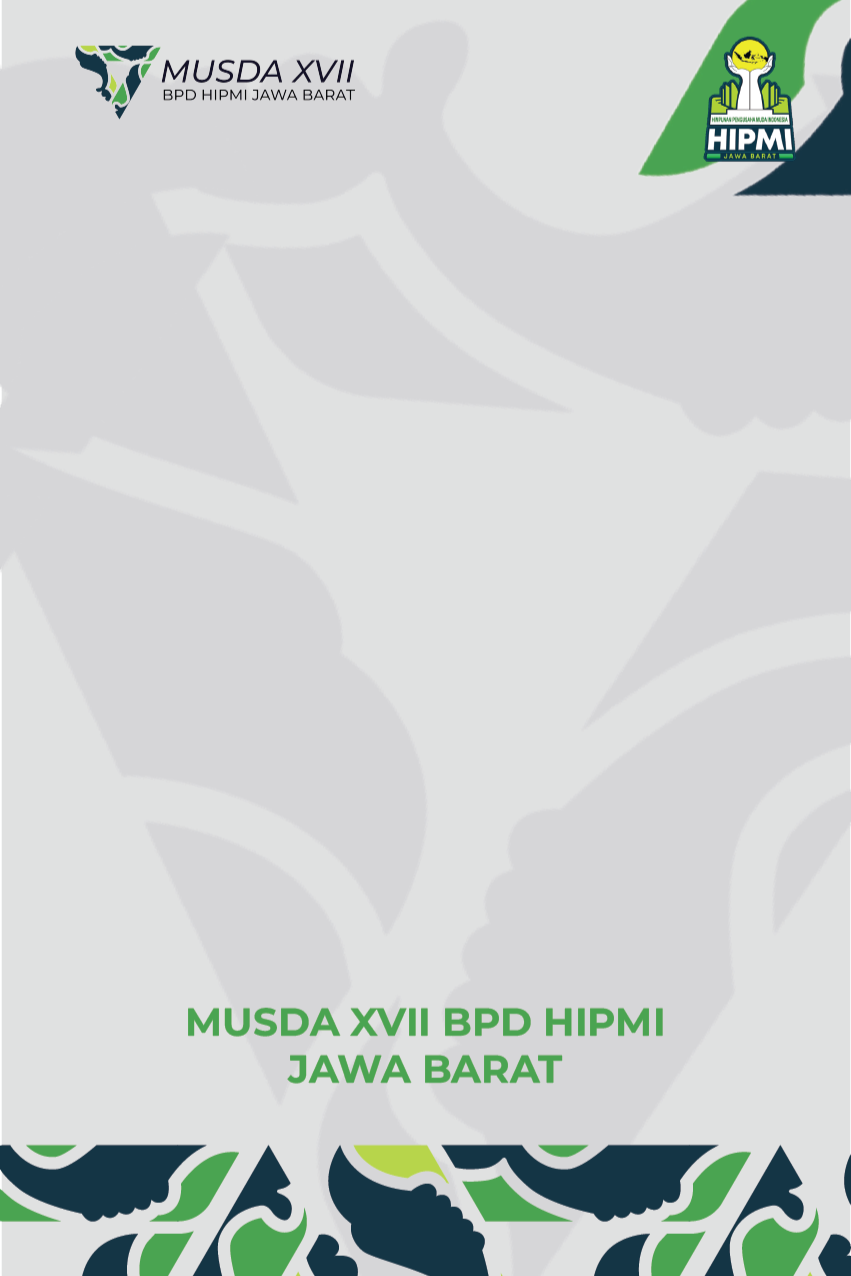 MUSDA XVII
BPD HIPMI JAWA BARAT
HIMPUNAN PENGUSAHA MUDA INDONESIA
HIPMI
JAWA BARAT
MUSDA XVII BPD HIPMI
JAWA BARAT